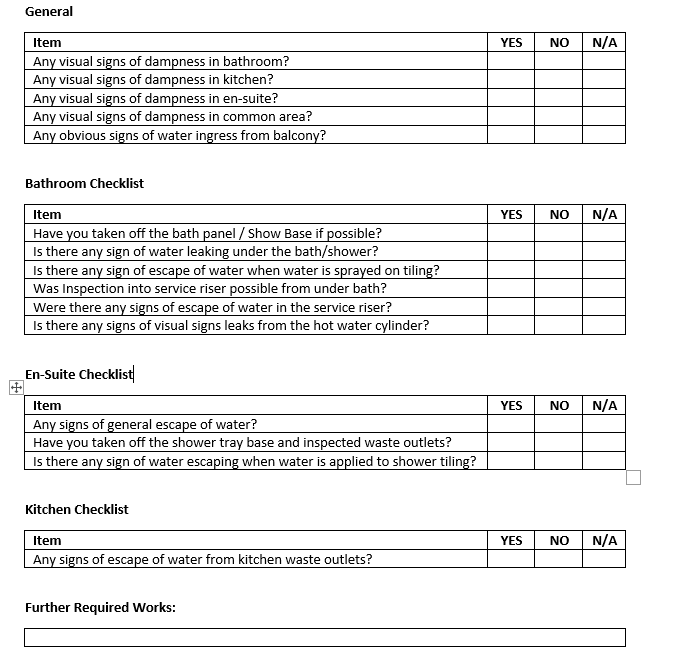 General
Item YES NO N/A
Any visual signs of dampness in bathroom?
Any visual signs of dampness in kitchen?
Any visual signs of dampness in en-suite?
Any visual signs of dampness in common area?
Any obvious signs of water ingress from balcony?
Bathroom Checklist
Item YES NO N/A
Have you taken off the bath panel / Show Base if possible?
Is there any sign of water leaking under the bath/shower?
Is there any sign of escape of water when water is sprayed on tiling?
Was Inspection into service riser possible from under bath?
Were there any signs of escape of water in the service riser?
Is there any signs of visual signs leaks from the hot water cylinder?
En-Suite Checklist
Item YES NO N/A
Any signs of general escape of water?
Have you taken off the shower tray base and inspected waste outlets?
Is there any sign of water escaping when water is applied to shower tiling?
Kitchen Checklist
Item YES NO N/A
Any signs of escape of water from kitchen waste outlets?
Further Required Works: